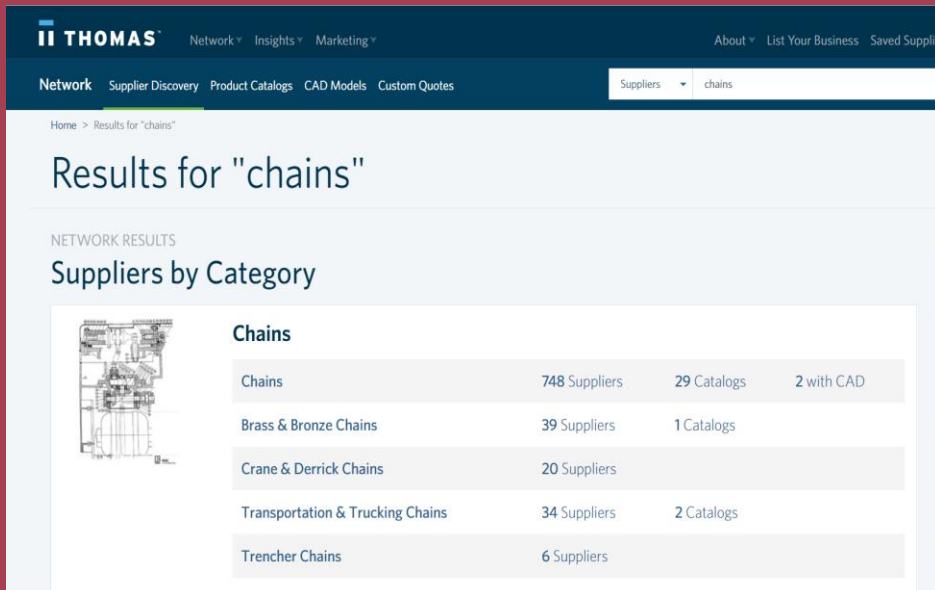 THOMAS
Network Insights Marketing
About List Your Business Saved Suppli
Network Supplier Discovery Product Catalogs CAD Models Custom Quotes
Suppliers chains
Home > Results for "chains"
Results for "chains"
NETWORK RESULTS
Suppliers by Category
Chains
Chains 748 Suppliers 29 Catalogs 2 with CAD
Brass & Bronze Chains 39 Suppliers 1 Catalogs
Crane & Derrick Chains 20 Suppliers
Transportation & Trucking Chains 34 Suppliers 2 Catalogs
Trencher Chains 6 Suppliers